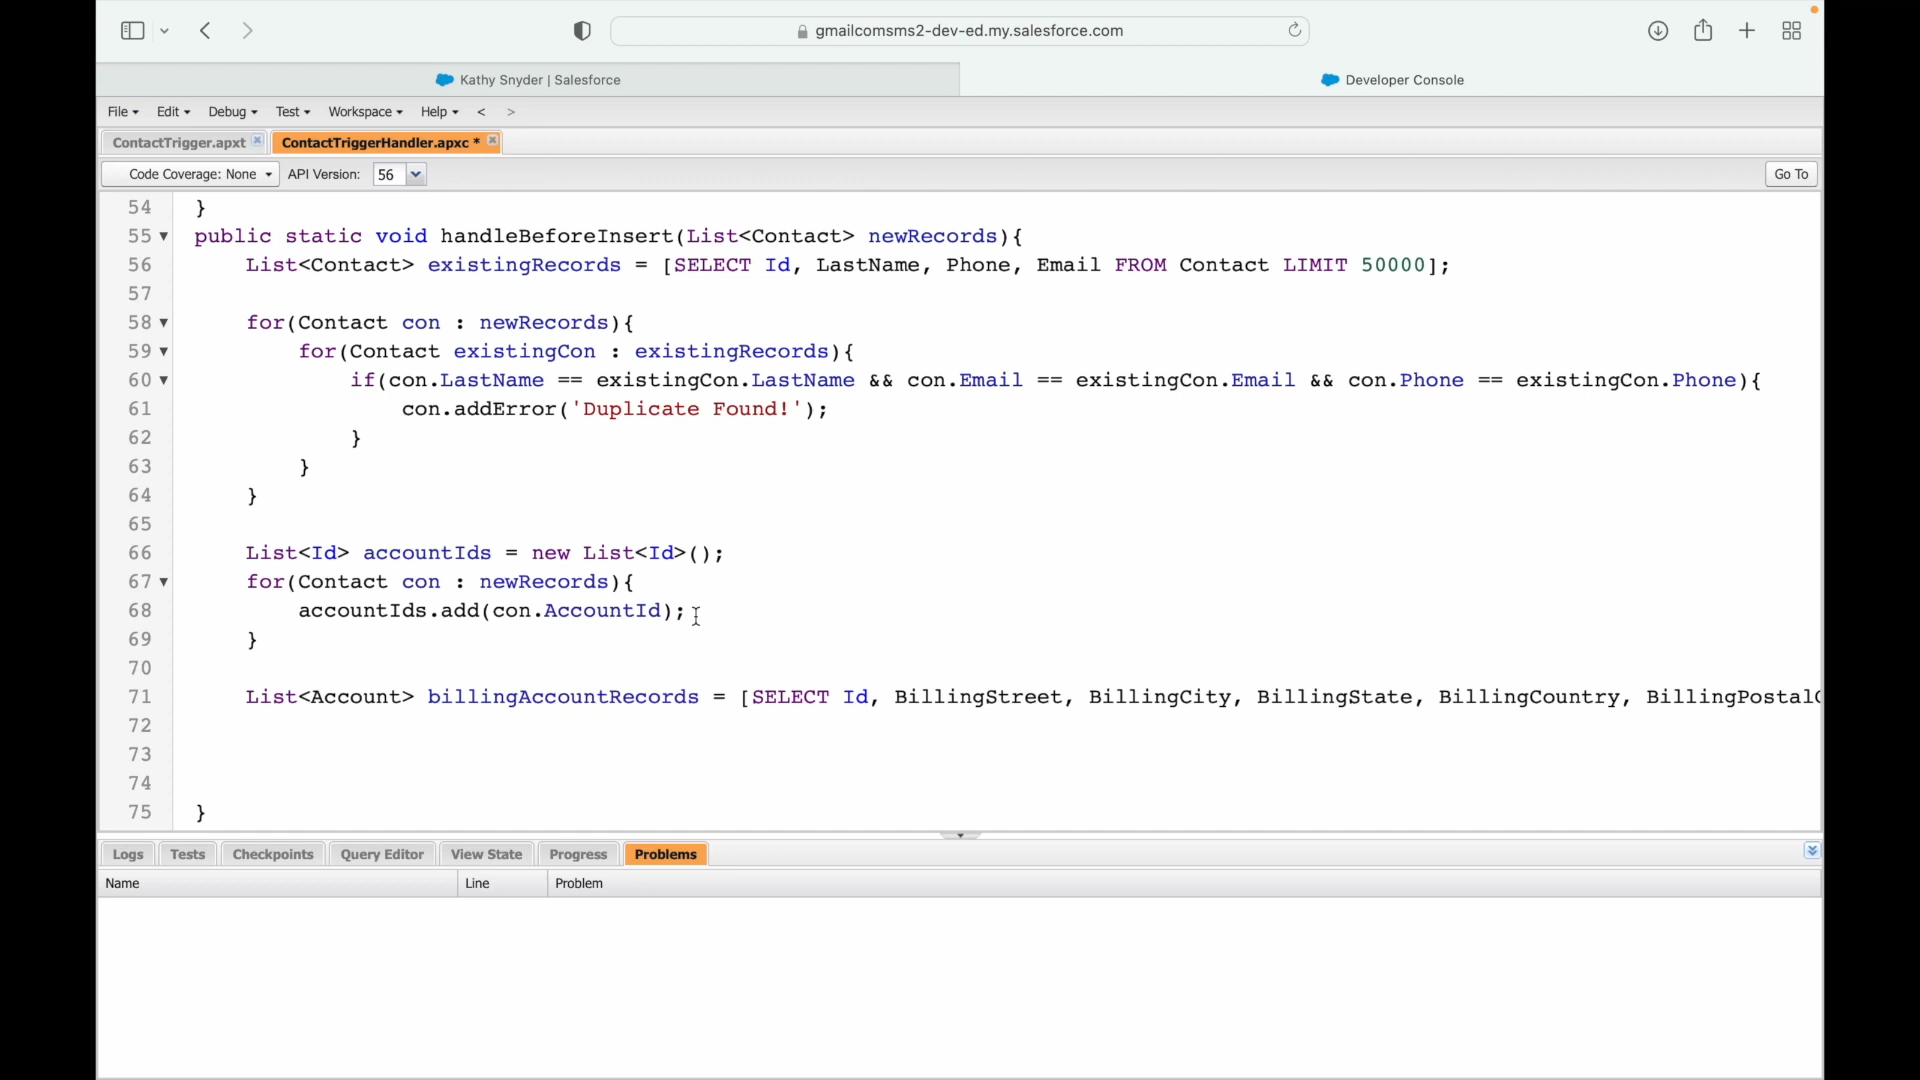 gmailcomsms2-dev-ed.my.salesforce.com
Kathy Snyder | Salesforce
Developer Console
File Edit Debug Test Workspace Help < >
ContactTrigger.apxt
ContactTriggerHandler.apxc *
Code Coverage: None API Version: 56 Go To
54 }
55 public static void handleBeforeInsert(List<Contact> newRecords){
56 List<Contact> existingRecords = [SELECT Id, LastName, Phone, Email FROM Contact LIMIT 50000];
57
58 for(Contact con : newRecords){
59 for(Contact existingCon : existingRecords){
60 if(con.LastName == existingCon.LastName && con.Email == existingCon.Email && con.Phone == existingCon.Phone){
61 con.addError('Duplicate Found!');
62 }
63 }
64 }
65
66 List<Id> accountIds = new List<Id>();
67 for(Contact con : newRecords){
68 accountIds.add(con.AccountId);
69 }
70
71 List<Account> billingAccountRecords = [SELECT Id, BillingStreet, BillingCity, BillingState, BillingCountry, BillingPostal
72
73
74
75 }
Logs Tests Checkpoints Query Editor View State Progress Problems
Name Line Problem